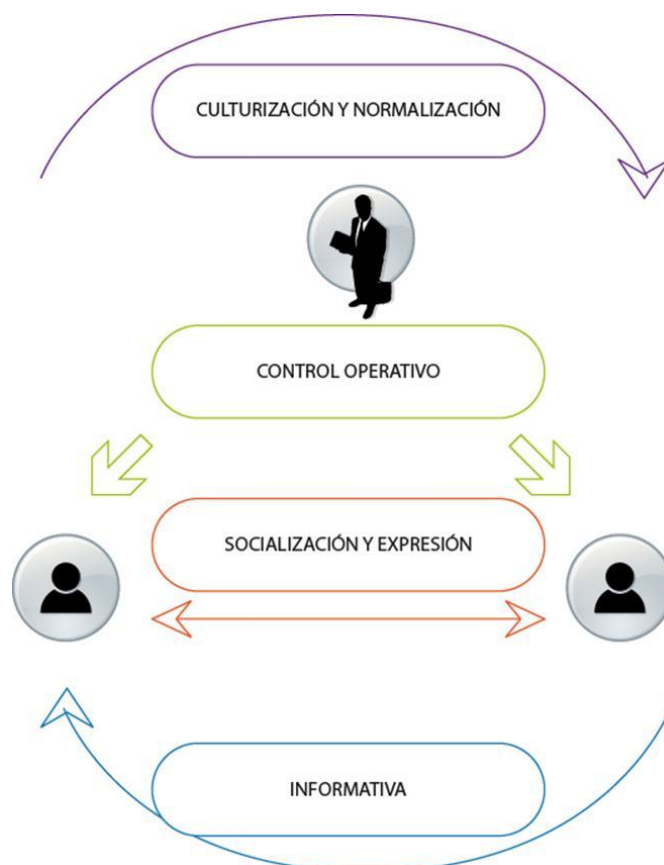 CULTURIZACIÓN Y NORMALIZACIÓN
CONTROL OPERATIVO
SOCIALIZACIÓN Y EXPRESIÓN
INFORMATIVA